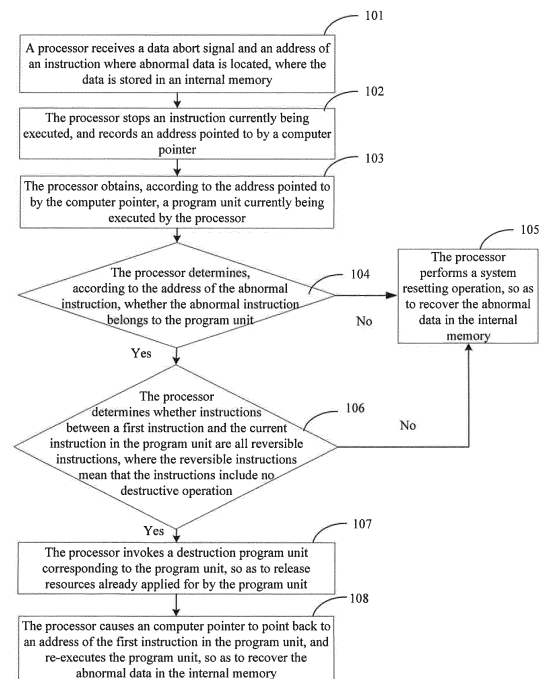 101
A processor receives a data abort signal and an address of
an instruction where abnormal data is located, where the
data is stored in an internal memory
102
The processor stops an instruction currently being
executed, and records an address pointed to by a computer
pointer
103
The processor obtains, according to the address pointed to
by the computer pointer, a program unit currently being
executed by the processor
104
The processor determines,
according to the address of the abnormal
instruction, whether the abnormal instruction
belongs to the program unit
No
105
The processor
performs a system
resetting operation, so as
to recover the abnormal
data in the internal
memory
Yes
106
The processor
determines whether instructions
between a first instruction and the current
instruction in the program unit are all reversible
instructions, where the reversible instructions
mean that the instructions include no
destructive operation
No
Yes
107
The processor invokes a destruction program unit
corresponding to the program unit, so as to release
resources already applied for by the program unit
108
The processor causes an computer pointer to point back to
an address of the first instruction in the program unit, and
re-executes the program unit, so as to recover the
abnormal data in the internal memory